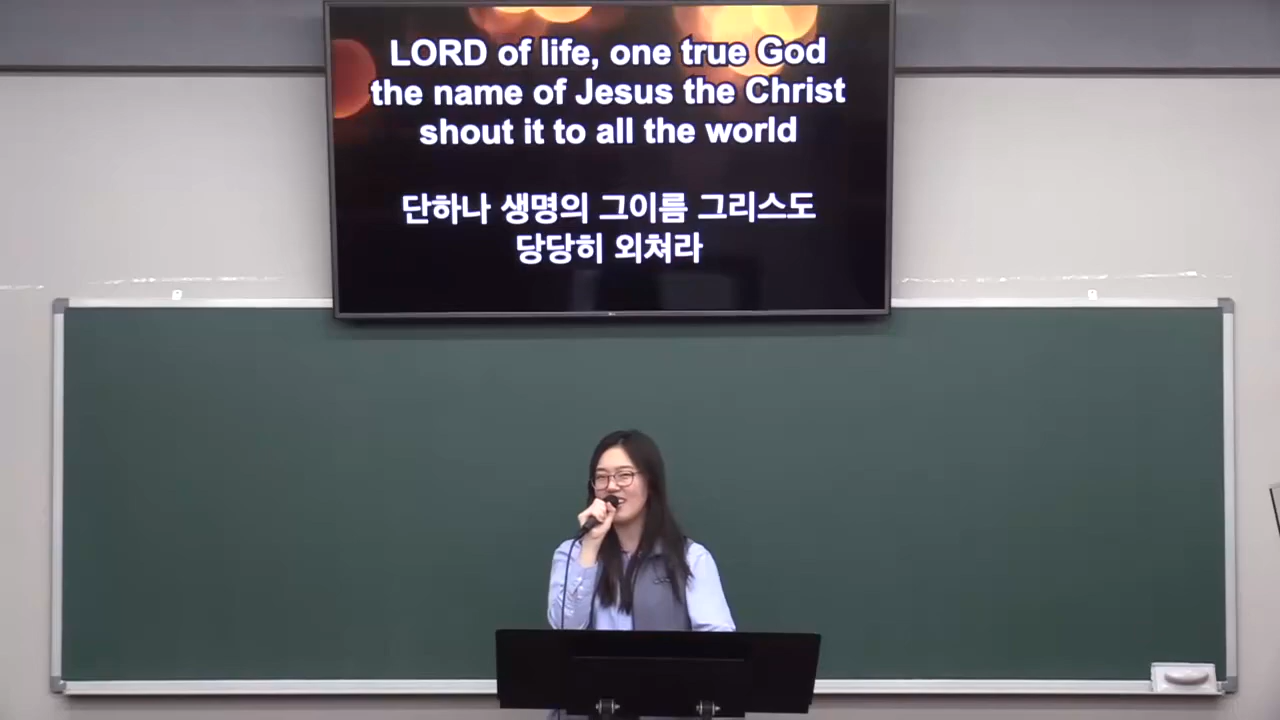 LORD of life, one true God
the name of Jesus the Christ
shout it to all the world
단하나 생명의 그이름 그리스도
당당히 외쳐라